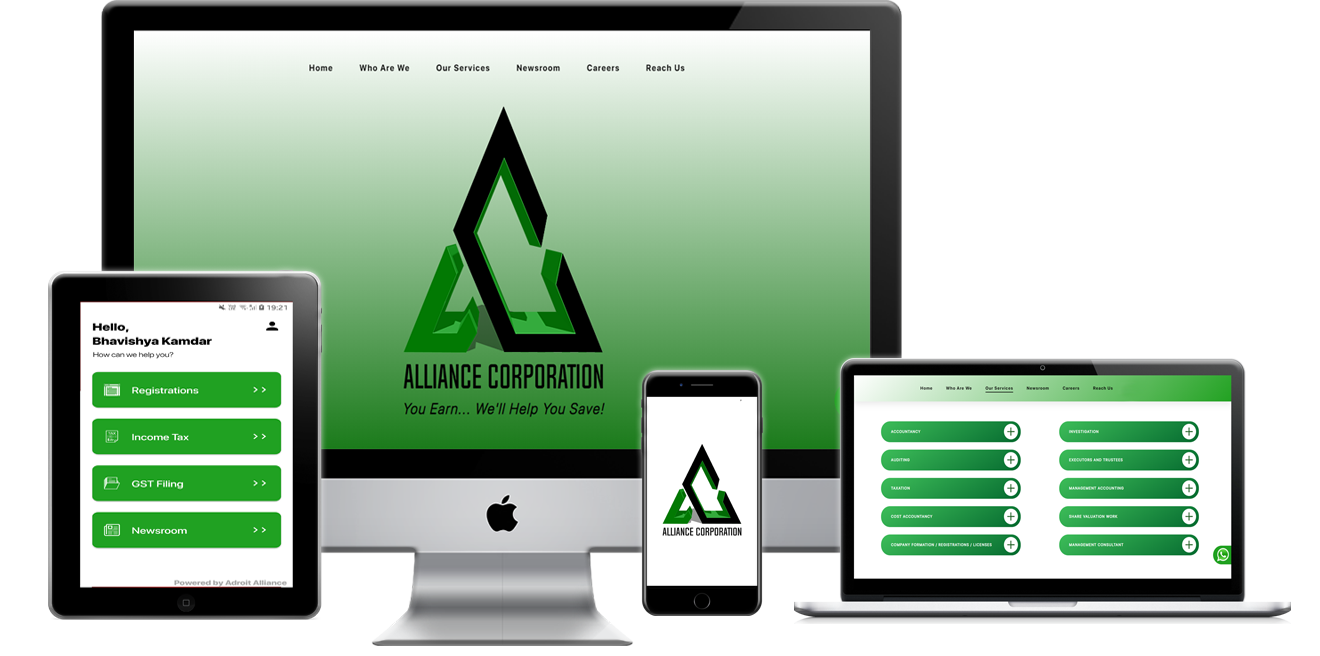 Home Who Are We Our Services Newsroom Careers Reach Us
ALLIANCE CORPORATION
You Earn... We'll Help You Save!
19:21
Hello,
Bhavishya Kamdar
How can we help you?
Registrations >>
Income Tax >>
GST Filing >>
Newsroom >>
Powered by Adroit Alliance
ALLIANCE CORPORATION
Home Who Are We Our Services Newsroom Careers Reach Us
ACCOUNTANCY
AUDITING
TAXATION
COST ACCOUNTANCY
COMPANY FORMATION / REGISTRATIONS / LICENSES
INVESTIGATION
EXECUTORS AND TRUSTEES
MANAGEMENT ACCOUNTING
SHARE VALUATION WORK
MANAGEMENT CONSULTANT